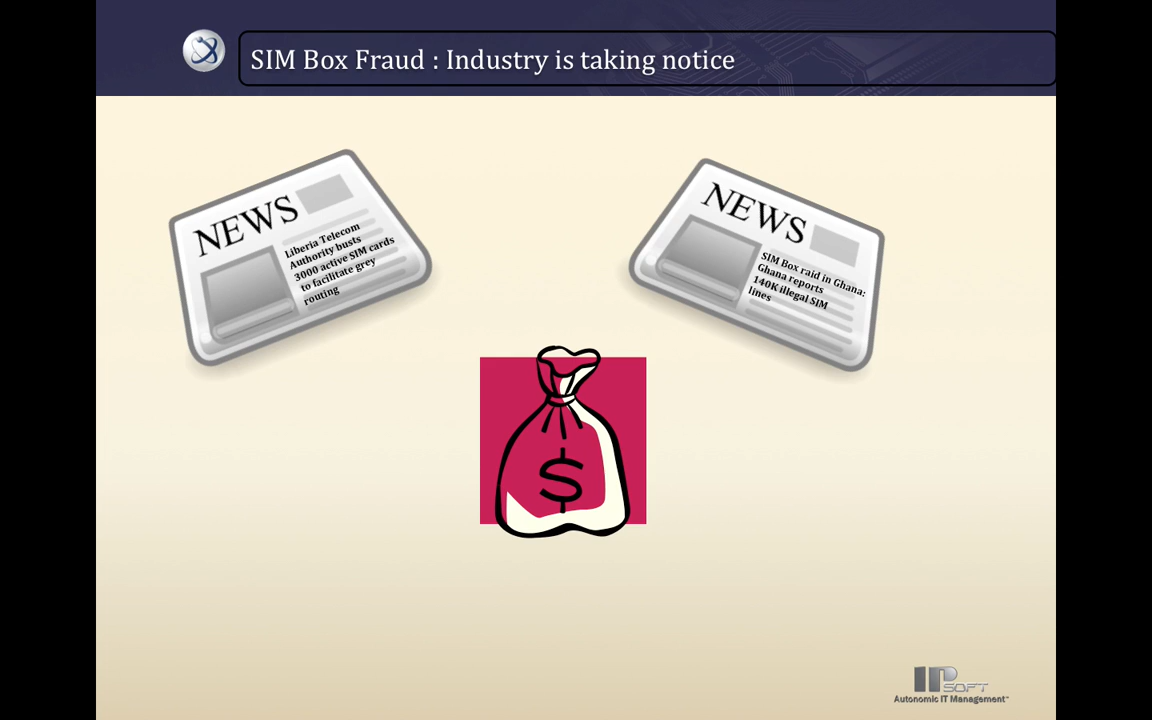 SIM Box Fraud : Industry is taking notice
NEWS
Liberia Telecom
Authority busts
3000 active SIM cards
to facilitate grey
routing
NEWS
SIM Box raid in Ghana:
Ghana reports
140K illegal SIM
lines
$
IPSOFT
Autonomic IT Management™